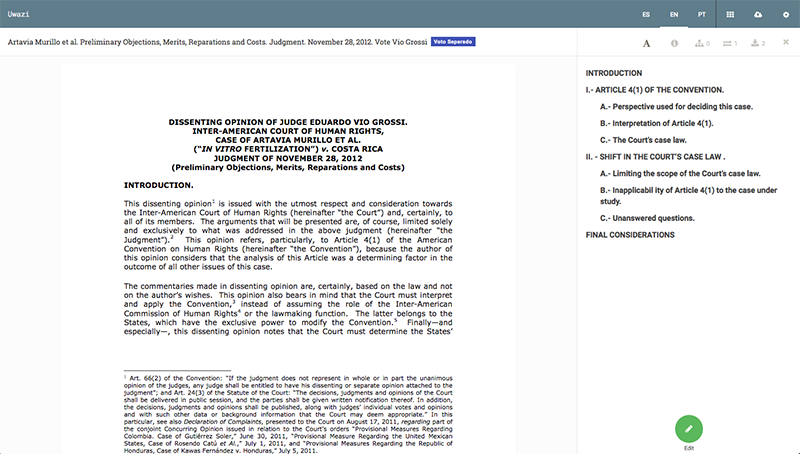 Uwazi
ES EN PT
Artavia Murillo et al. Preliminary Objections, Merits, Reparations and Costs. Judgment. November 28, 2012. Vote Vio Grossi Voto Separado
A 0 1 2
DISSENTING OPINION OF JUDGE EDUARDO VIO GROSSI.
INTER-AMERICAN COURT OF HUMAN RIGHTS,
CASE OF ARTAVIA MURILLO ET AL.
(“IN VITRO FERTILIZATION”) v. COSTA RICA
JUDGMENT OF NOVEMBER 28, 2012
(Preliminary Objections, Merits, Reparations and Costs)
INTRODUCTION.
This dissenting opinion1 is issued with the utmost respect and consideration towards
the Inter-American Court of Human Rights (hereinafter “the Court”) and, certainly, to
all of its members. The arguments that will be presented are, of course, limited solely
and exclusively to what was addressed in the above judgment (hereinafter “the
Judgment”).2 This opinion refers, particularly, to Article 4(1) of the American
Convention on Human Rights (hereinafter “the Convention”), because the author of
this opinion considers that the analysis of this Article was a determining factor in the
outcome of all other issues of this case.
The commentaries made in dissenting opinion are, certainly, based on the law and not
on the author’s wishes. This opinion also bears in mind that the Court must interpret
and apply the Convention,3 instead of assuming the role of the Inter-American
Commission of Human Rights4 or the lawmaking function. The latter belongs to the
States, which have the exclusive power to modify the Convention.5 Finally—and
especially—, this dissenting opinion notes that the Court must determine the States’
1 Art. 66(2) of the Convention: “If the judgment does not represent in whole or in part the unanimous
opinion of the judges, any judge shall be entitled to have his dissenting or separate opinion attached to the
judgment”; and Art. 24(3) of the Statute of the Court: “The decisions, judgments and opinions of the Court
shall be delivered in public session, and the parties shall be given written notification thereof. In addition,
the decisions, judgments and opinions shall be published, along with judges’ individual votes and opinions
and with such other data or background information that the Court may deem appropriate.” In this
particular, see also Declaration of Complaints, presented to the Court on August 17, 2011, regarding part of
the conjoint Concurring Opinion issued in relation to the Court’s orders “Provisional Measures Regarding
Colombia. Case of Gutiérrez Soler,” June 30, 2011, “Provisional Measure Regarding the United Mexican
States, Case of Rosendo Catú et Al.,” July 1, 2011, and “Provisional Measures Regarding the Republic of
Honduras, Case of Kawas Fernández v. Honduras,” July 5, 2011.
INTRODUCTION
I.- ARTICLE 4(1) OF THE CONVENTION.
A.- Perspective used for deciding this case.
B.- Interpretation of Article 4(1).
C.- The Court’s case law.
II. - SHIFT IN THE COURT’S CASE LAW .
A.- Limiting the scope of the Court’s case law.
B.- Inapplicabil ity of Article 4(1) to the case under
study.
C.- Unanswered questions.
FINAL CONSIDERATIONS
Edit